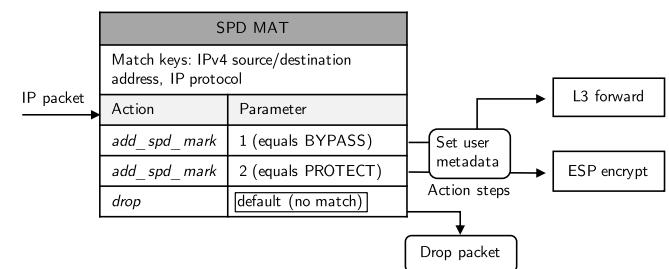 SPD MAT
Match keys: IPv4 source/destination
address, IP protocol
IP packet
Action Parameter
add_spd_mark 1 (equals BYPASS)
add_spd_mark 2 (equals PROTECT)
drop default (no match)
Set user
metadata
Action steps
L3 forward
ESP encrypt
Drop packet